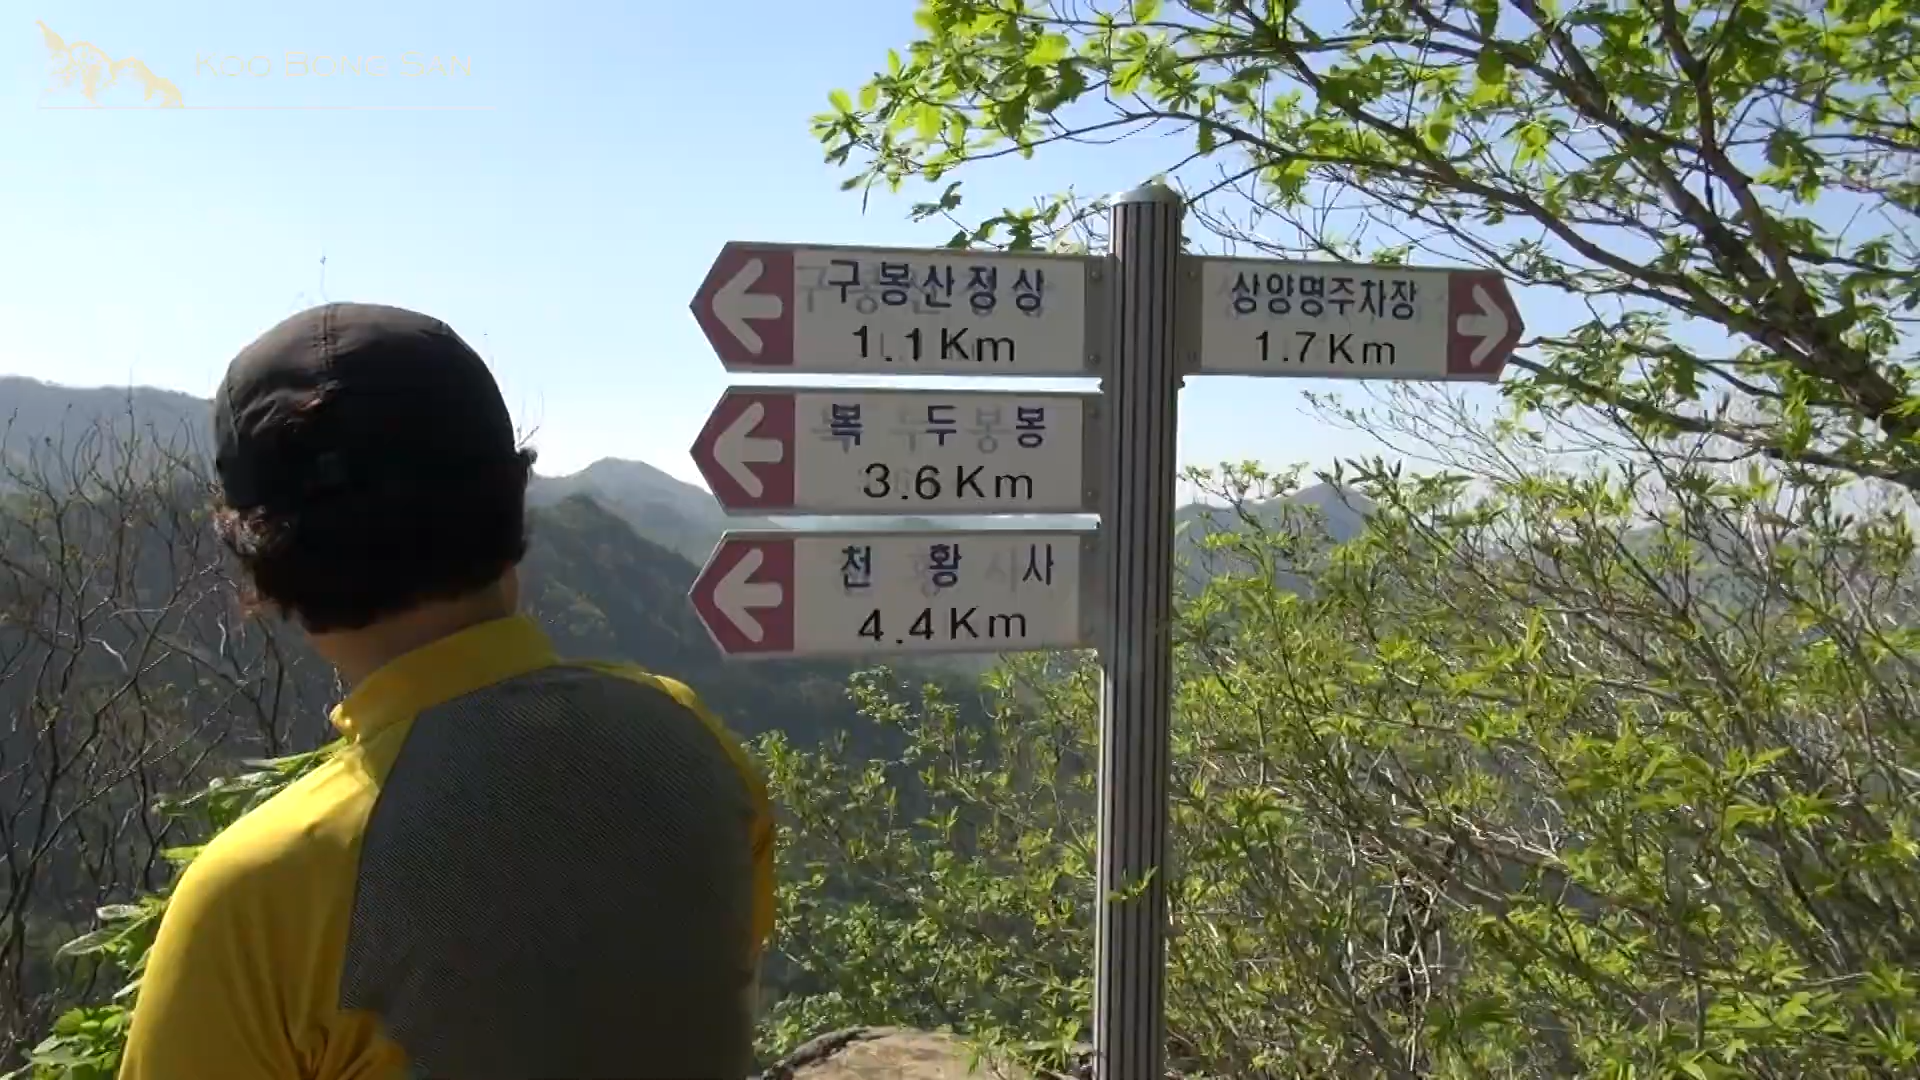 KOO BONG SAN
구봉산정상
1.1Km
상양명주차장
1.7Km
복 두 봉
3.6Km
천 황 사
4.4Km